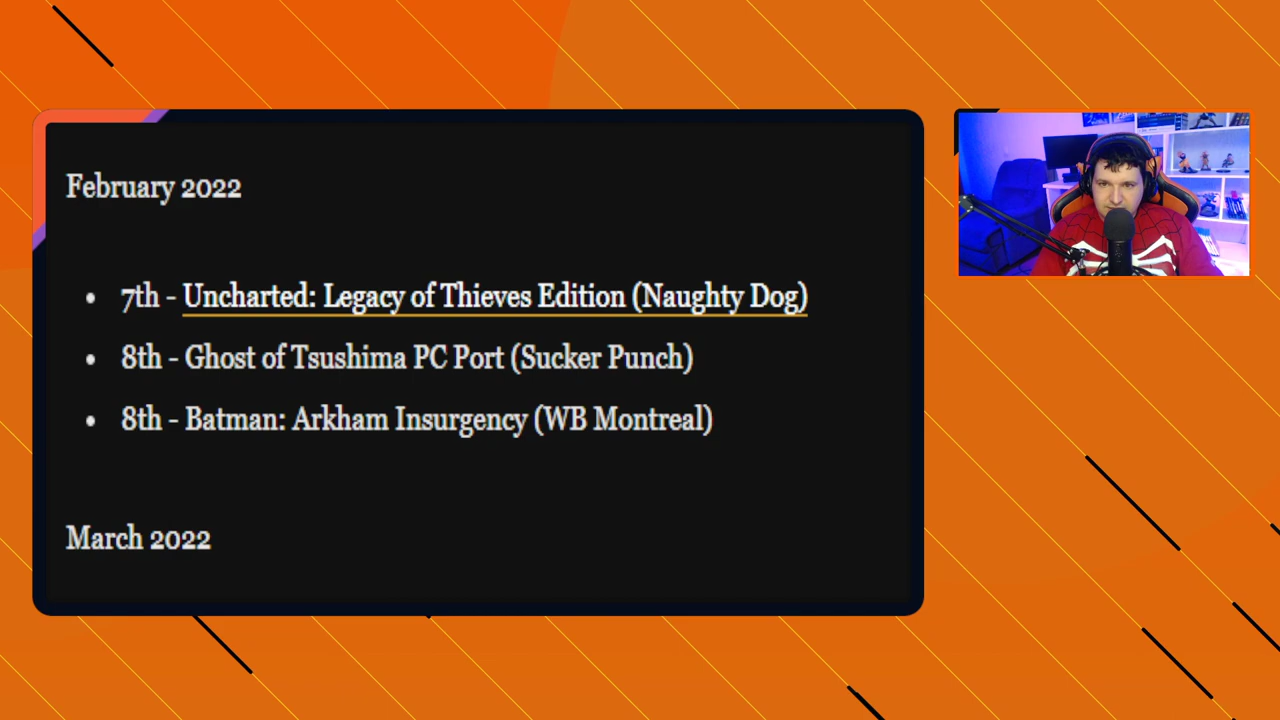 February 2022
• 7th - Uncharted: Legacy of Thieves Edition (Naughty Dog)
• 8th - Ghost of Tsushima PC Port (Sucker Punch)
• 8th - Batman: Arkham Insurgency (WB Montreal)
March 2022